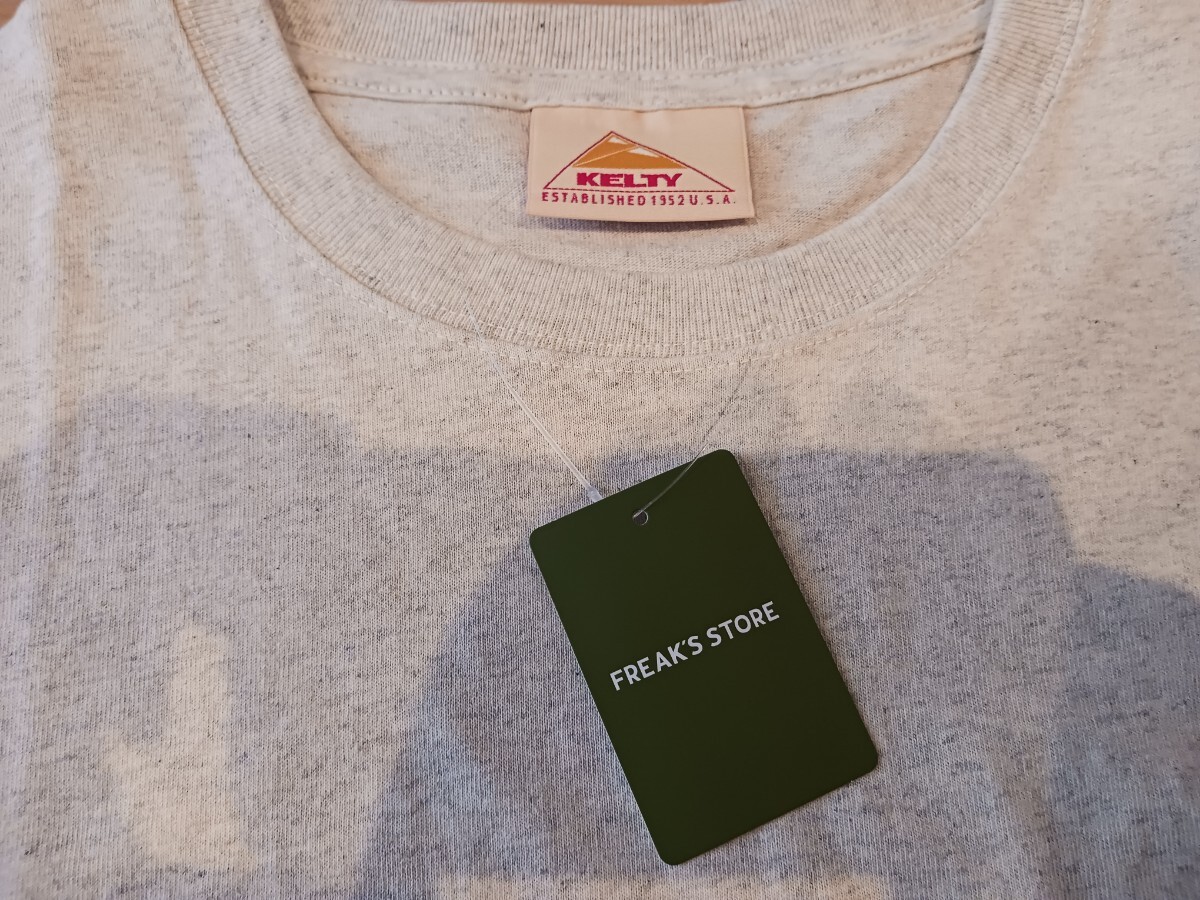 KELTY
ESTABLISHED 1952 U.S.A.
FREAK'S STORE